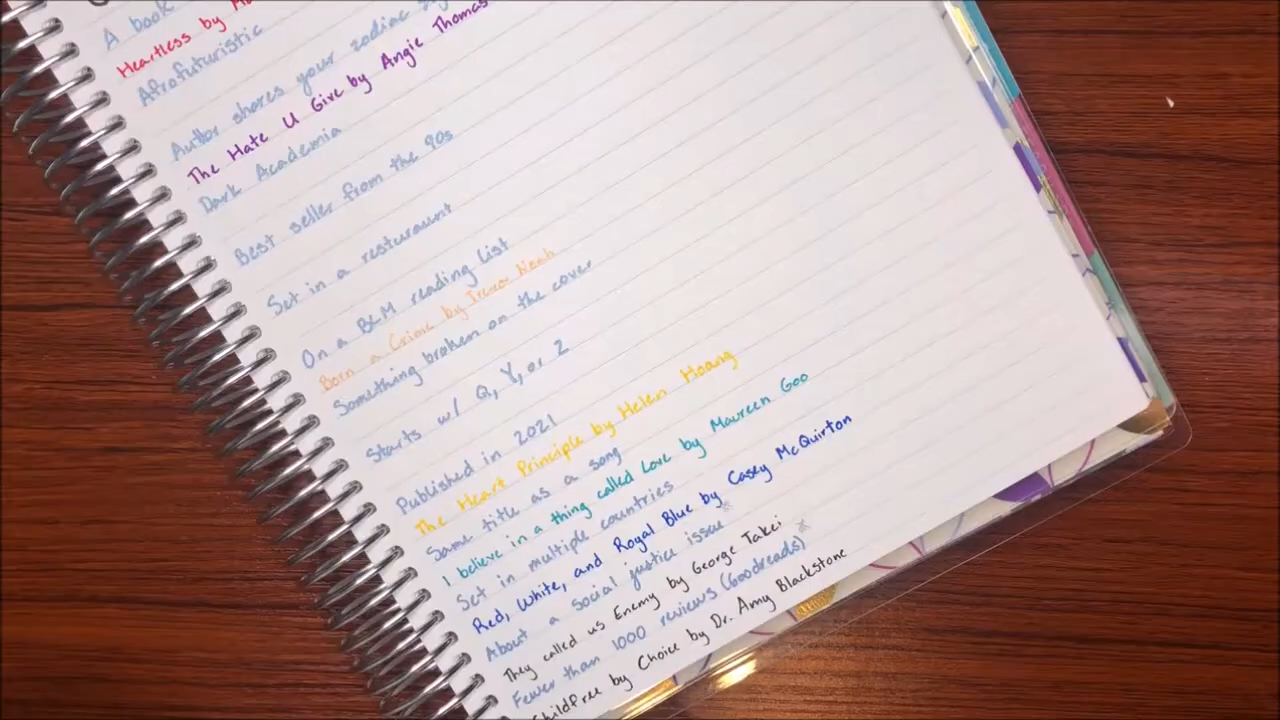 A book
Heartless by
Afrofuturistic
Author shares your zodiac
The Hate U Give by Angie Thomas
Dark Academia
Best seller from the 90s
Set in a resturaunt
On a BLM reading list
Born a Crime by Trevor Noah
Something broken on the cover
Starts w/ Q, Y, or Z
Published in 2021
The Heart Principle by Helen Hoang
Same title as a song
I believe in a thing called Love by Maureen Goo
Set in multiple countries
Red, White, and Royal Blue by Casey McQuirton
About a social justice issue
They called us Enemy by George Takei
Fewer than 1000 reviews (Goodreads)
Childfree by Choice by Dr. Amy Blackstone